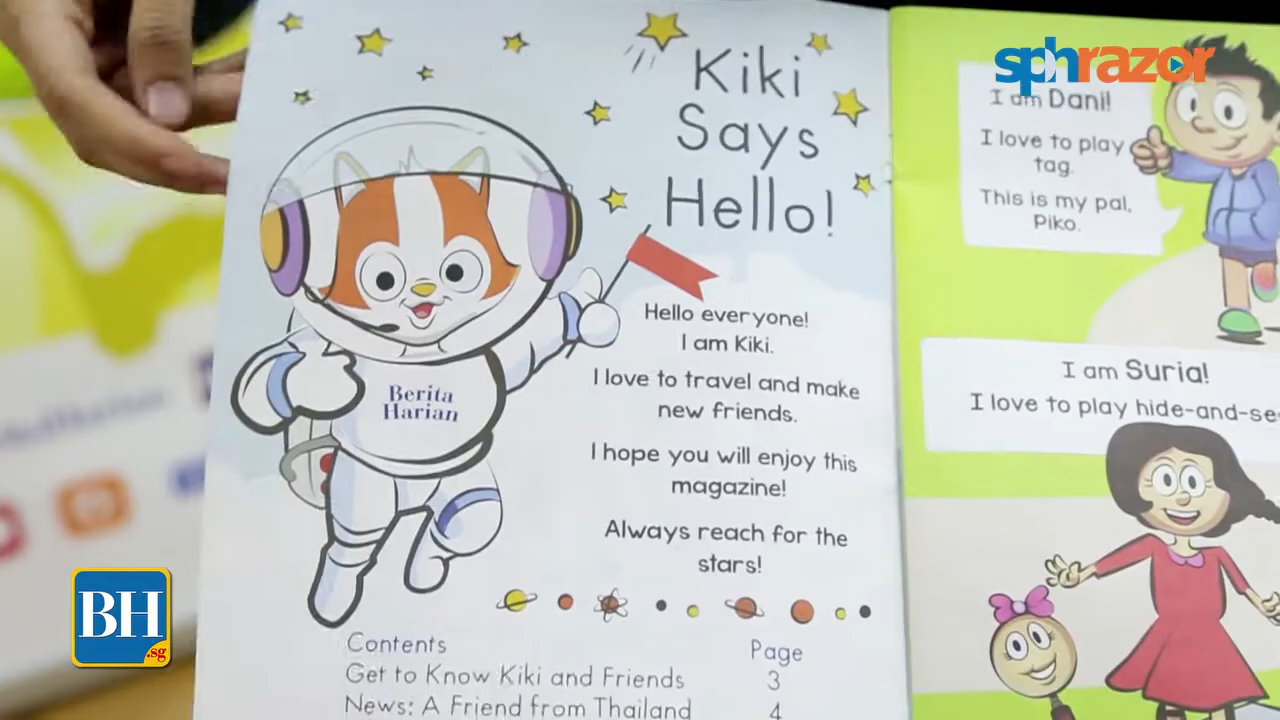 Kiki
Says
Hello!
Hello everyone!
I am Kiki.
I love to travel and make
new friends.
I hope you will enjoy this
magazine!
Always reach for the
stars!
Berita
Harian
Contents Page
Get to Know Kiki and Friends 3
News: A Friend from Thailand 4
sphrazor
I am Dani!
I love to play
tag.
This is my pal,
Piko.
I am Suria!
I love to play hide-and-se
BH
.sg